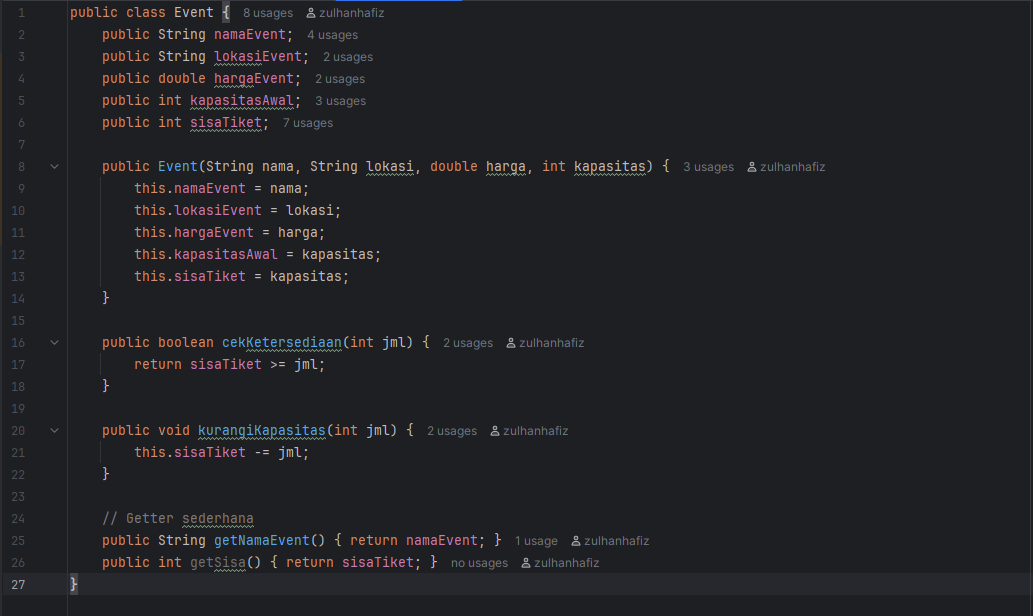 1 public class Event { 8 usages zulhanhafiz
2 public String namaEvent; 4 usages
3 public String lokasiEvent; 2 usages
4 public double hargaEvent; 2 usages
5 public int kapasitasAwal; 3 usages
6 public int sisaTiket; 7 usages
7
8 public Event(String nama, String lokasi, double harga, int kapasitas) { 3 usages zulhanhafiz
9 this.namaEvent = nama;
10 this.lokasiEvent = lokasi;
11 this.hargaEvent = harga;
12 this.kapasitasAwal = kapasitas;
13 this.sisaTiket = kapasitas;
14 }
15
16 public boolean cekKetersediaan(int jml) { 2 usages zulhanhafiz
17 return sisaTiket >= jml;
18 }
19
20 public void kurangiKapasitas(int jml) { 2 usages zulhanhafiz
21 this.sisaTiket -= jml;
22 }
23
24 // Getter sederhana
25 public String getNamaEvent() { return namaEvent; } 1 usage zulhanhafiz
26 public int getSisa() { return sisaTiket; } no usages zulhanhafiz
27 }